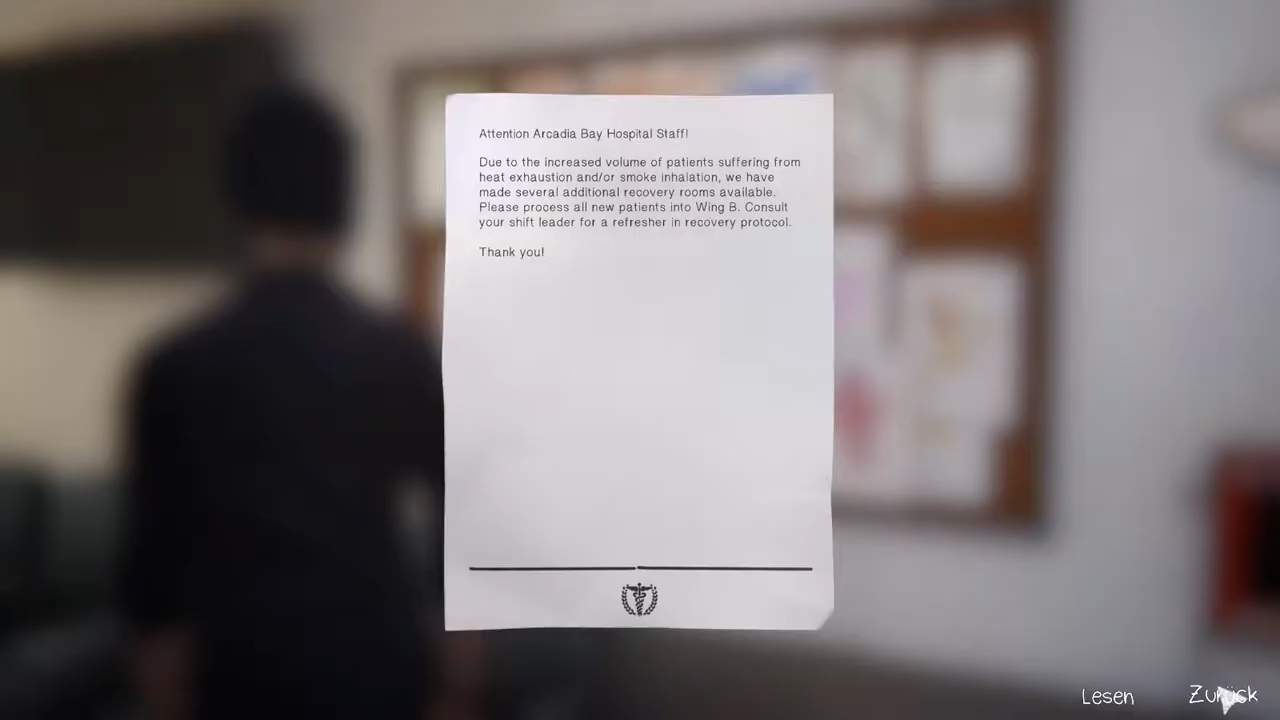 Attention Arcadia Bay Hospital Staff!
Due to the increased volume of patients suffering from
heat exhaustion and/or smoke inhalation, we have
made several additional recovery rooms available.
Please process all new patients into Wing B. Consult
your shift leader for a refresher in recovery protocol.
Thank you!
Lesen
Zurück